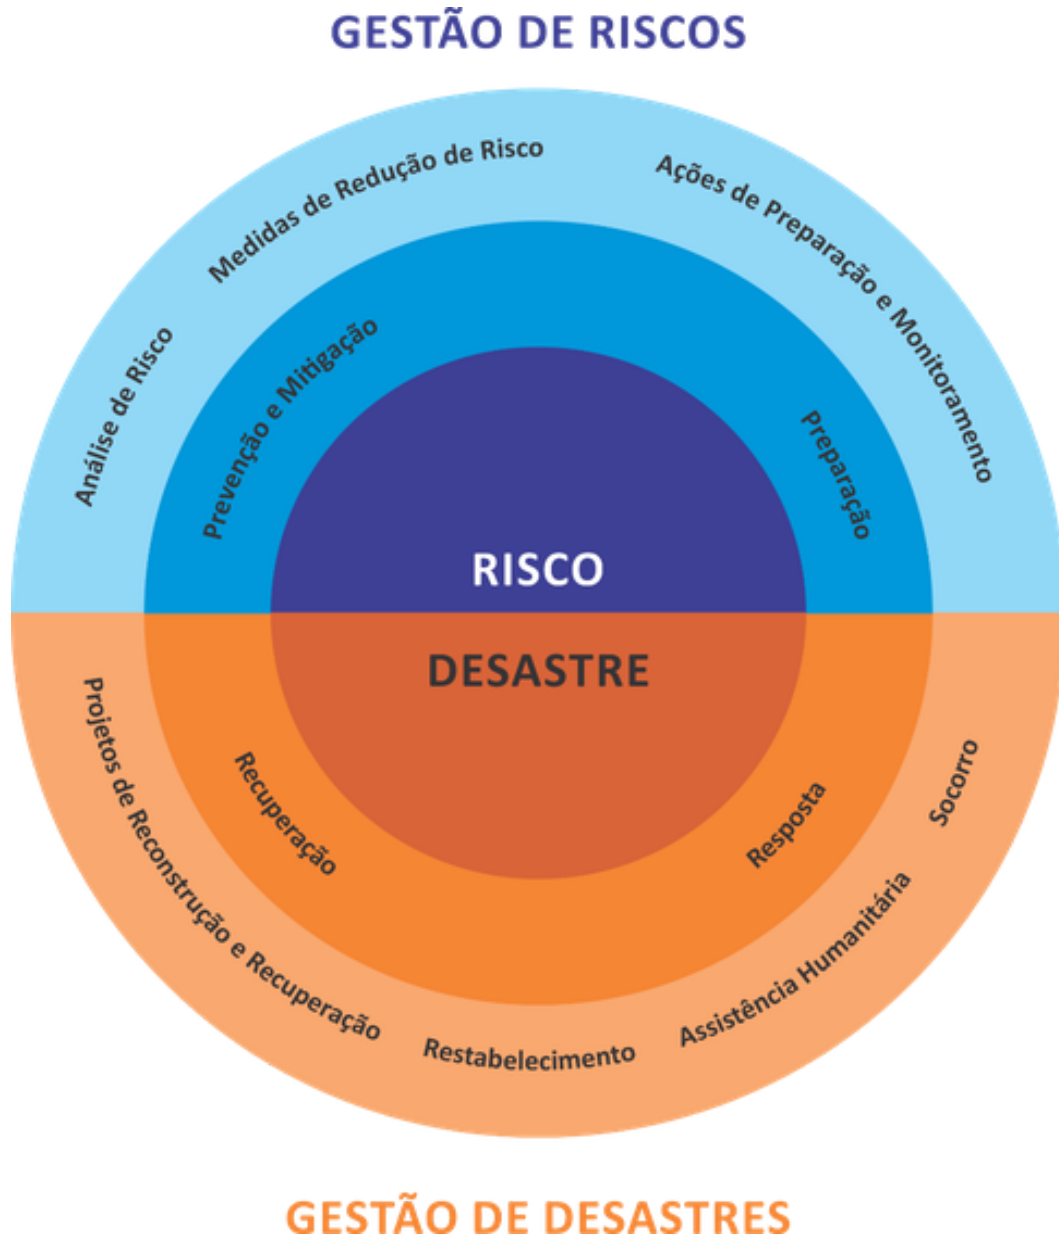 GESTÃO DE RISCOS
Medidas de Redução de Risco
Ações de Preparação e Monitoramento
Análise de Risco
Prevenção e Mitigação
Preparação
RISCO
DESASTRE
Projetos de Reconstrução e Recuperação
Recuperação
Resposta
Socorro
Assistência Humanitária
Restabelecimento
GESTÃO DE DESASTRES